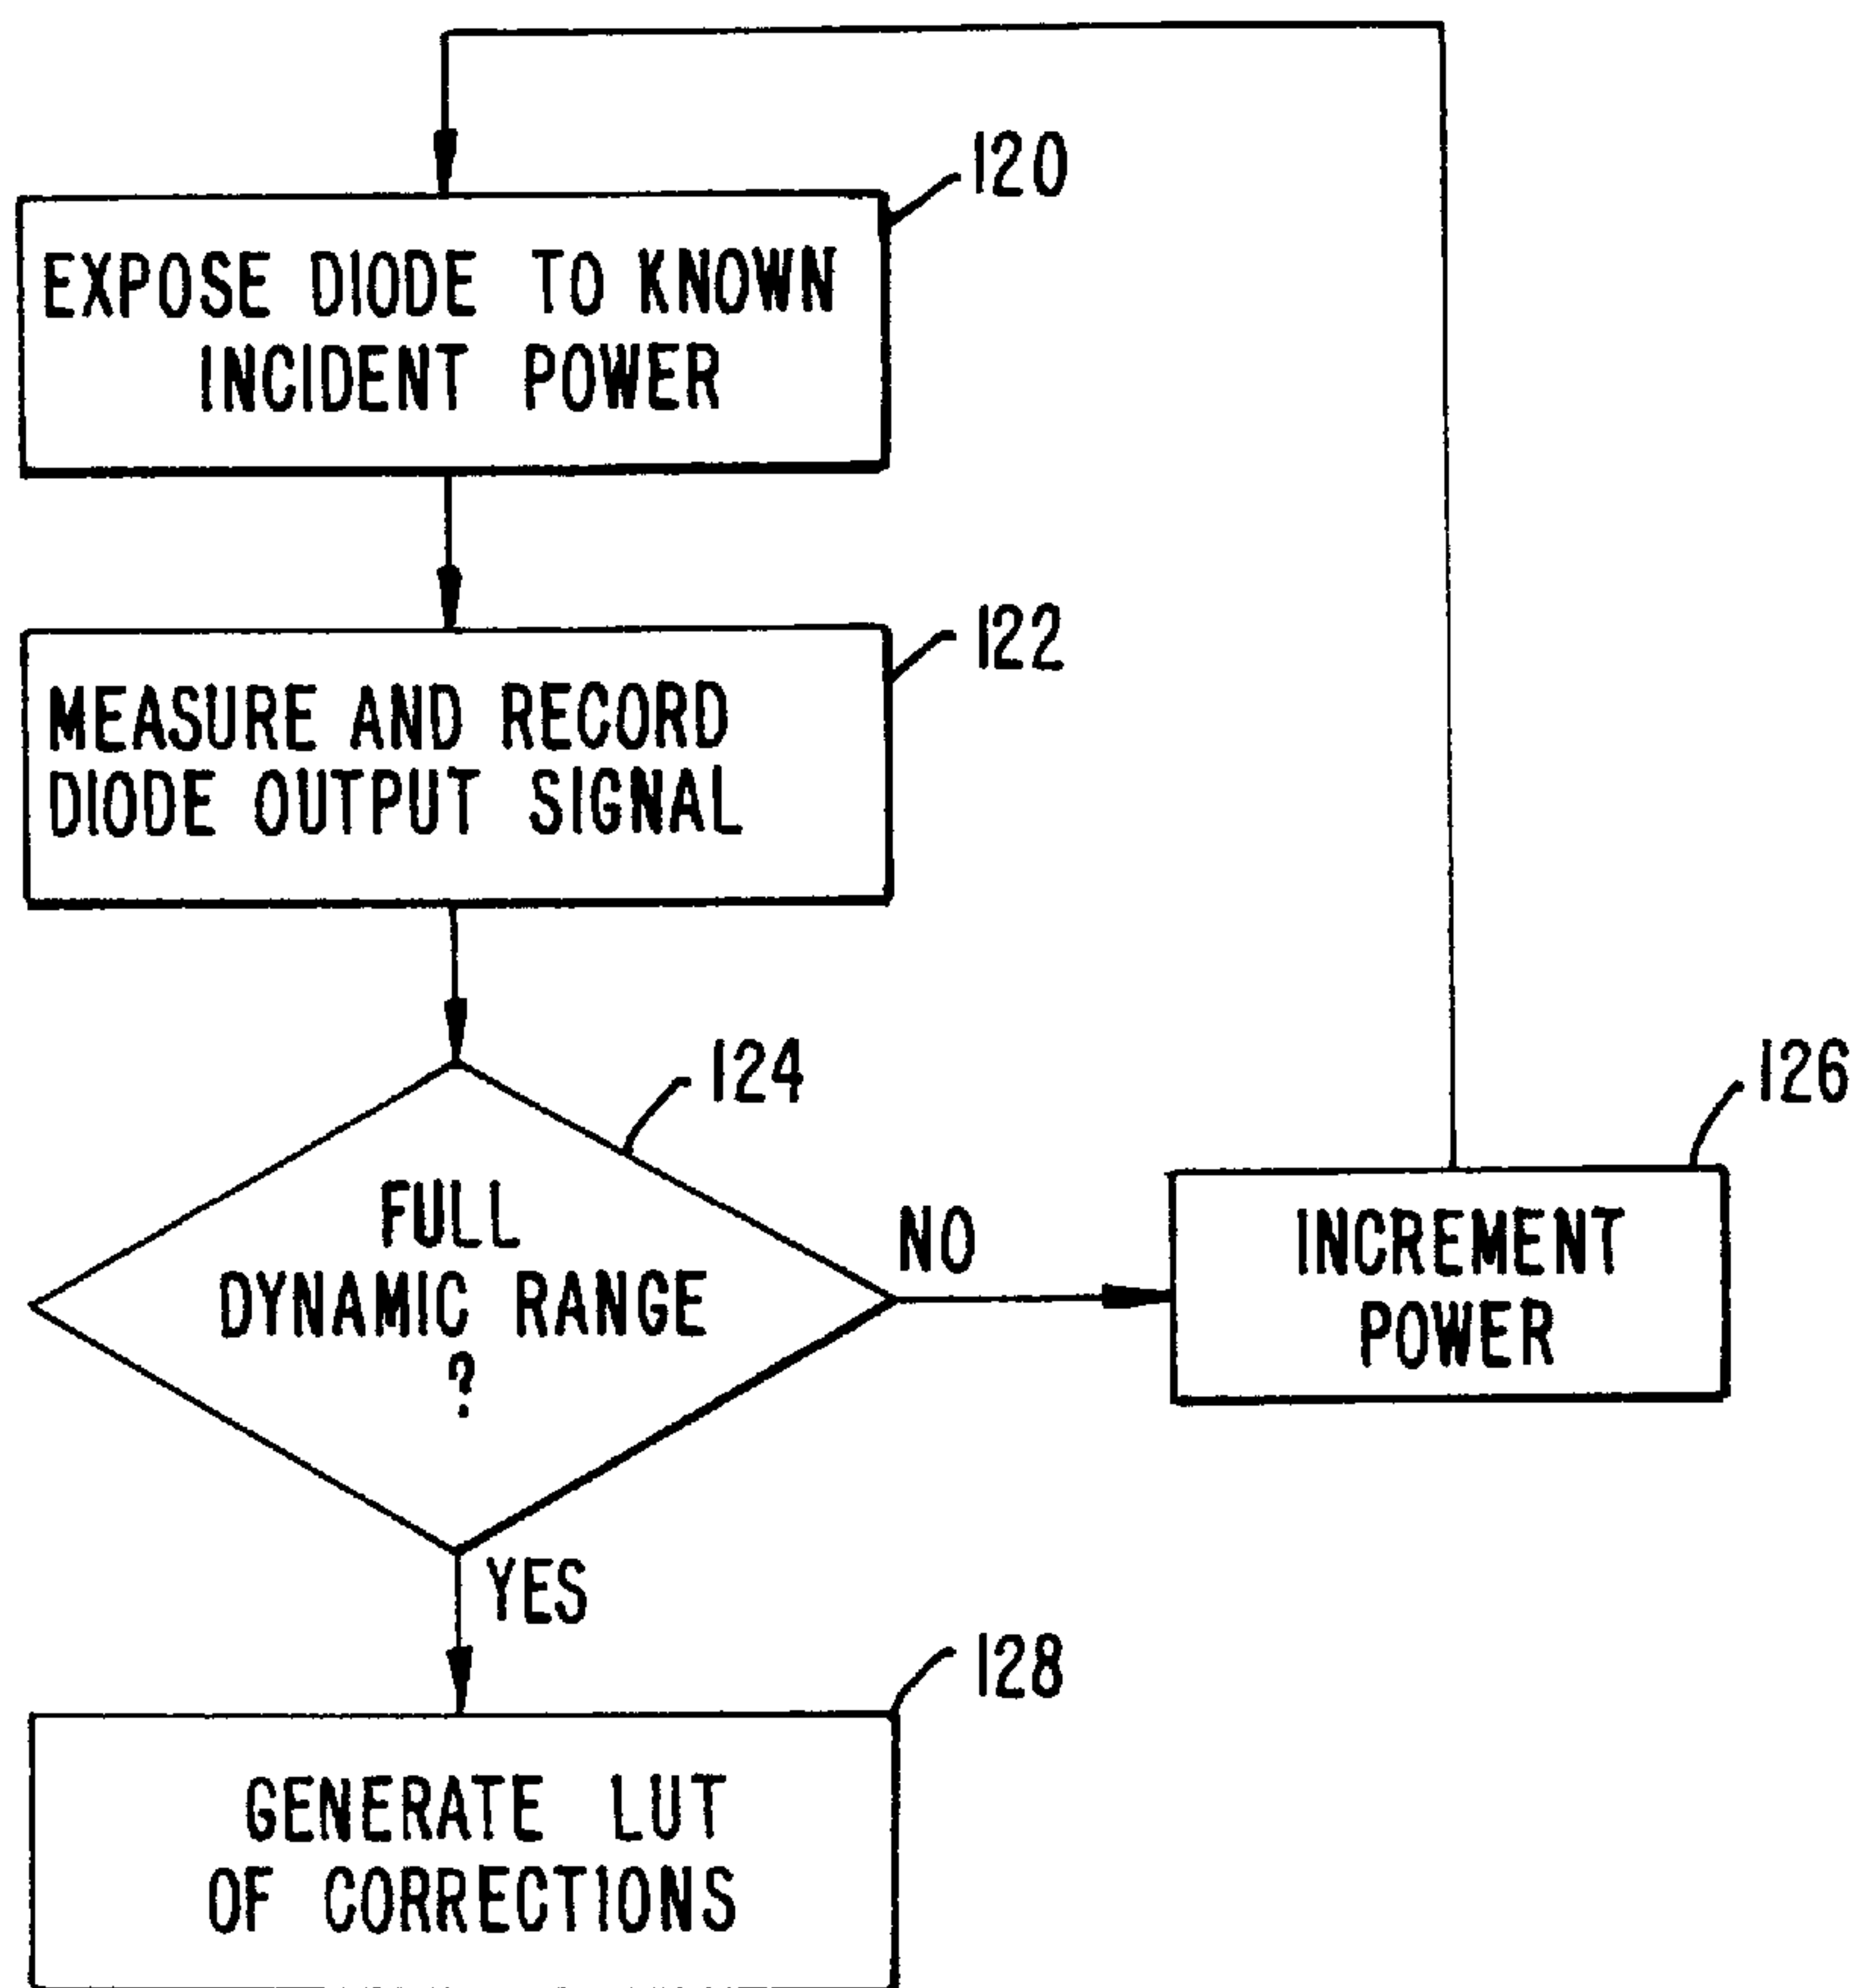 120
EXPOSE DIODE TO KNOWN
INCIDENT POWER
122
MEASURE AND RECORD
DIODE OUTPUT SIGNAL
124
FULL
DYNAMIC RANGE
?
NO
126
INCREMENT
POWER
YES
128
GENERATE LUT
OF CORRECTIONS